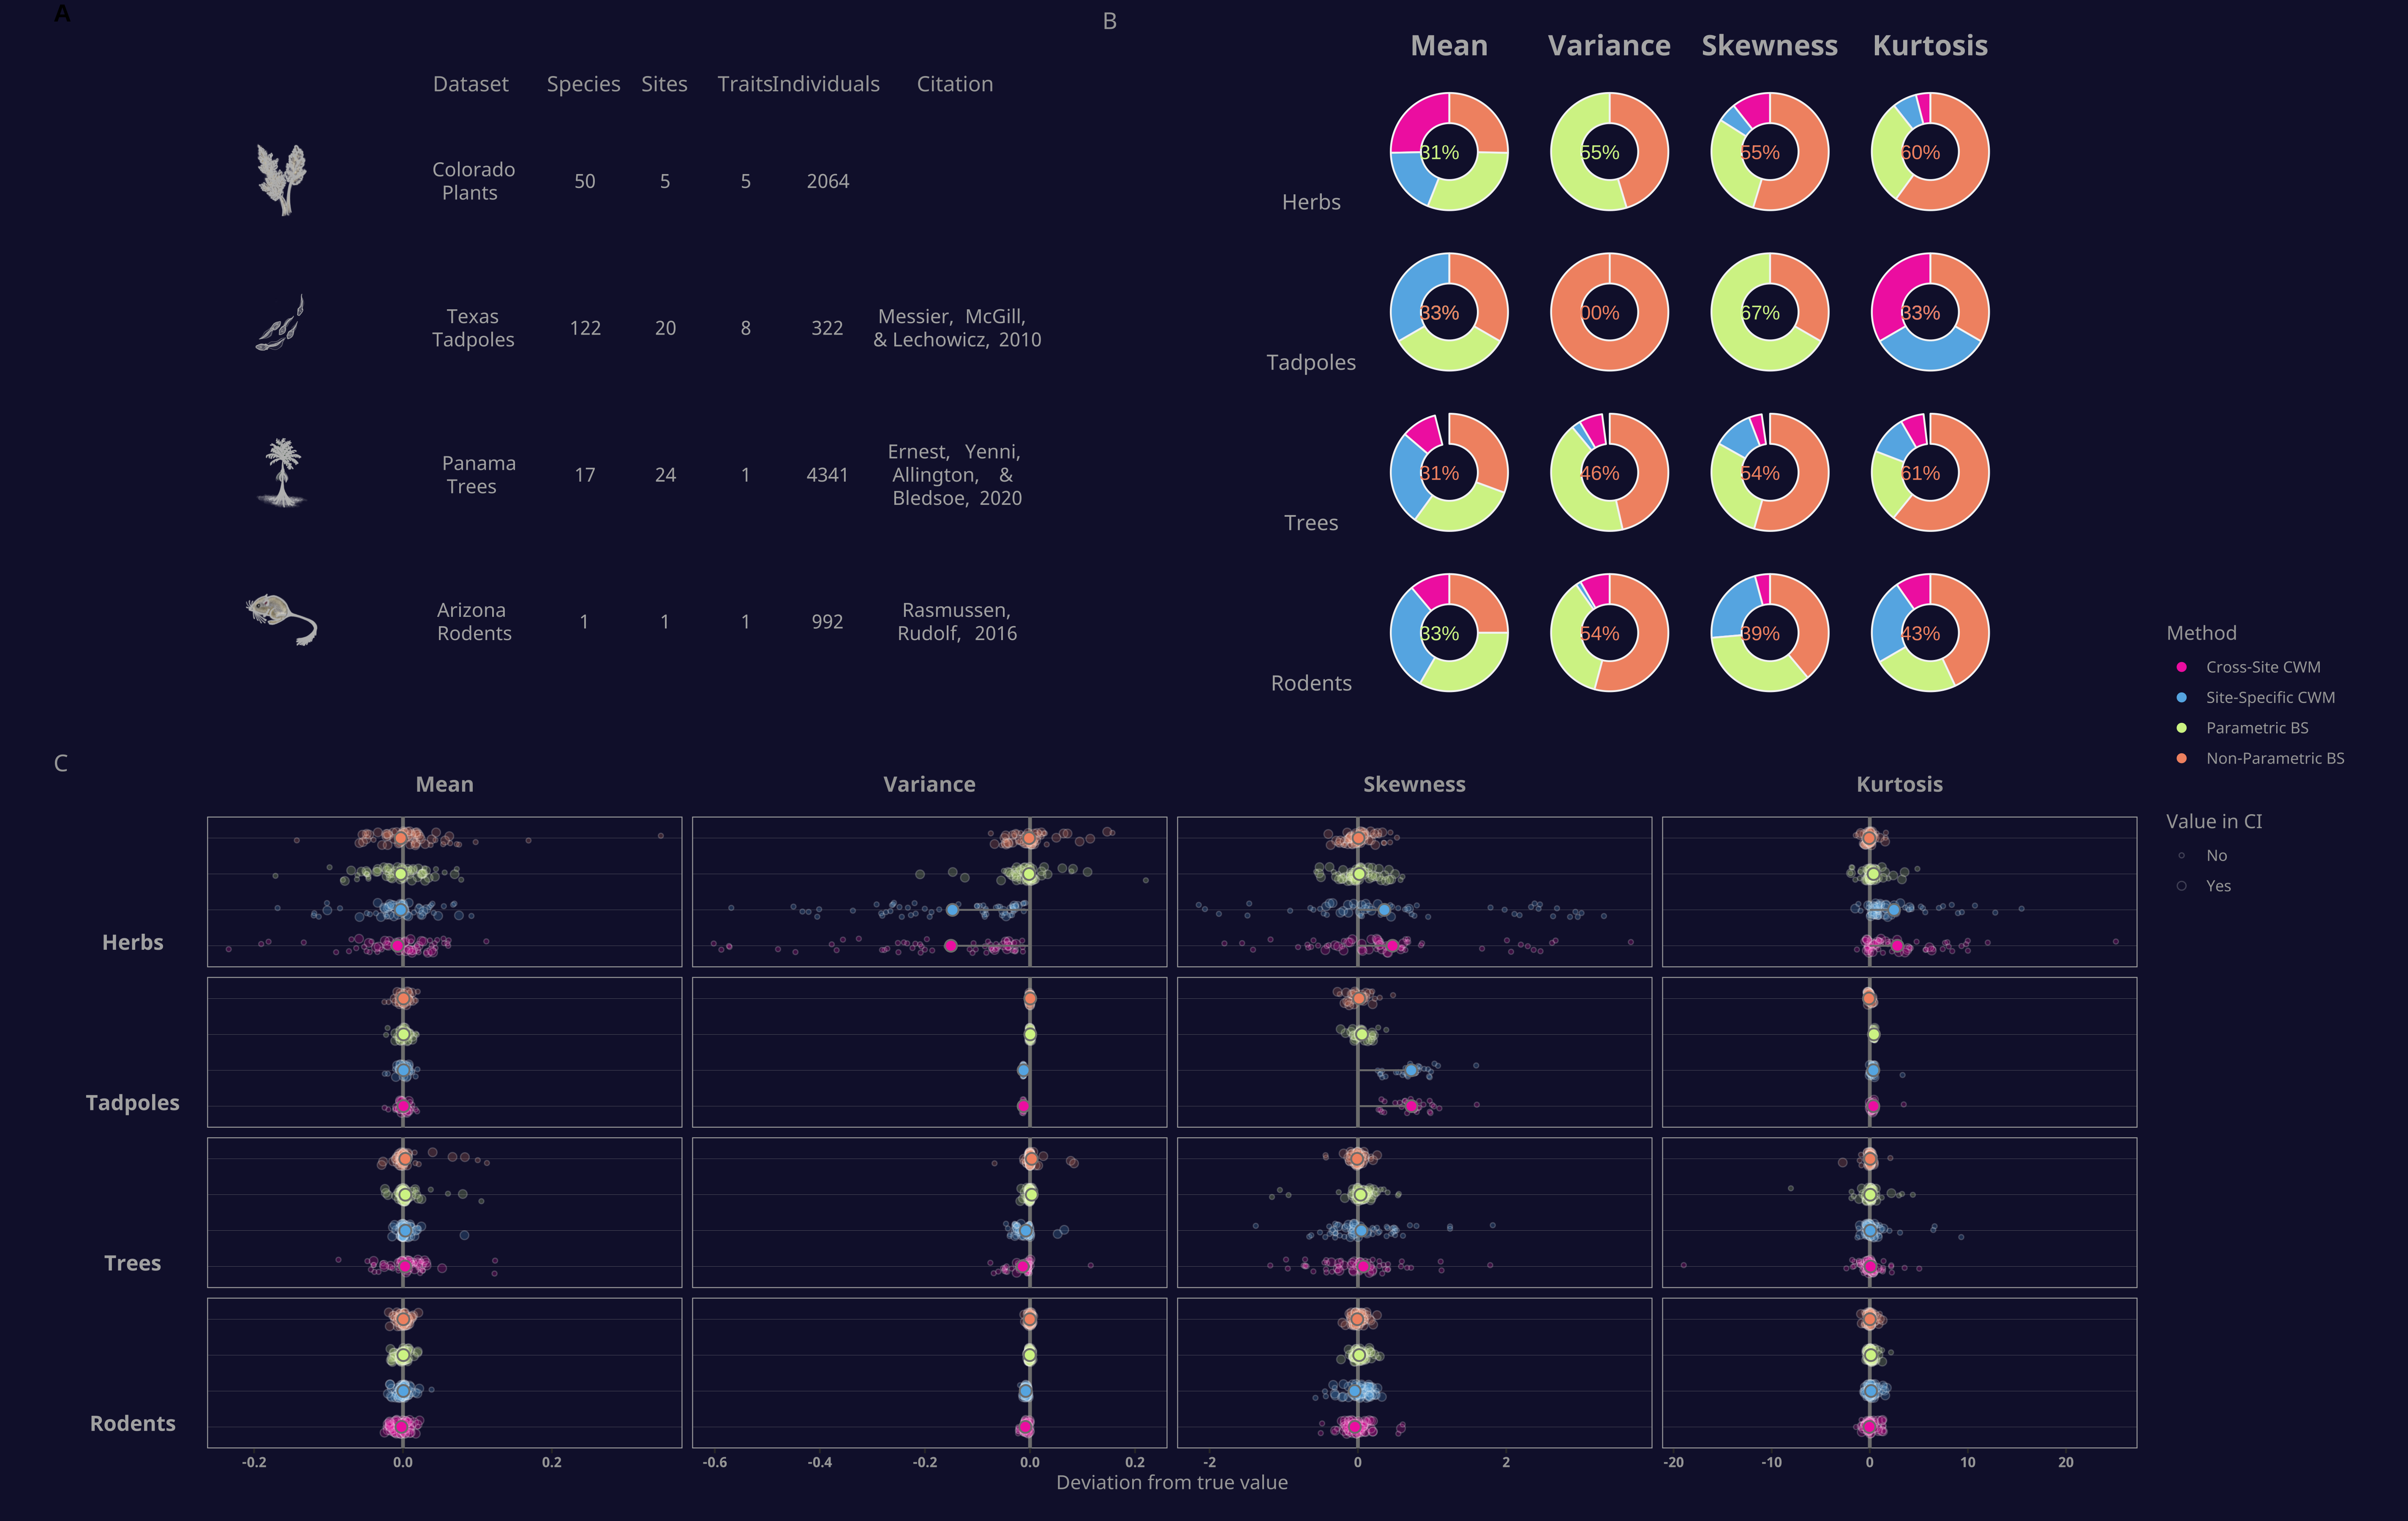 A
Dataset Species Sites Traits Individuals Citation
Colorado
Plants
50 5 5 2064
Texas
Tadpoles
122 20 8 322
Messier, McGill,
& Lechowicz, 2010
Panama
Trees
17 24 1 4341
Ernest, Yenni,
Allington, &
Bledsoe, 2020
Arizona
Rodents
1 1 1 992
Rasmussen,
Rudolf, 2016
B
Mean Variance Skewness Kurtosis
Herbs
31% 55% 55% 60%
Tadpoles
33% 00% 67% 33%
Trees
31% 46% 54% 61%
Rodents
33% 54% 39% 43%
Method
Cross-Site CWM
Site-Specific CWM
Parametric BS
Non-Parametric BS
Value in CI
No
Yes
C
Mean Variance Skewness Kurtosis
Herbs
Tadpoles
Trees
Rodents
-0.2 0.0 0.2 -0.6 -0.4 -0.2 0.0 0.2 -2 0 2 -20 -10 0 10 20
Deviation from true value